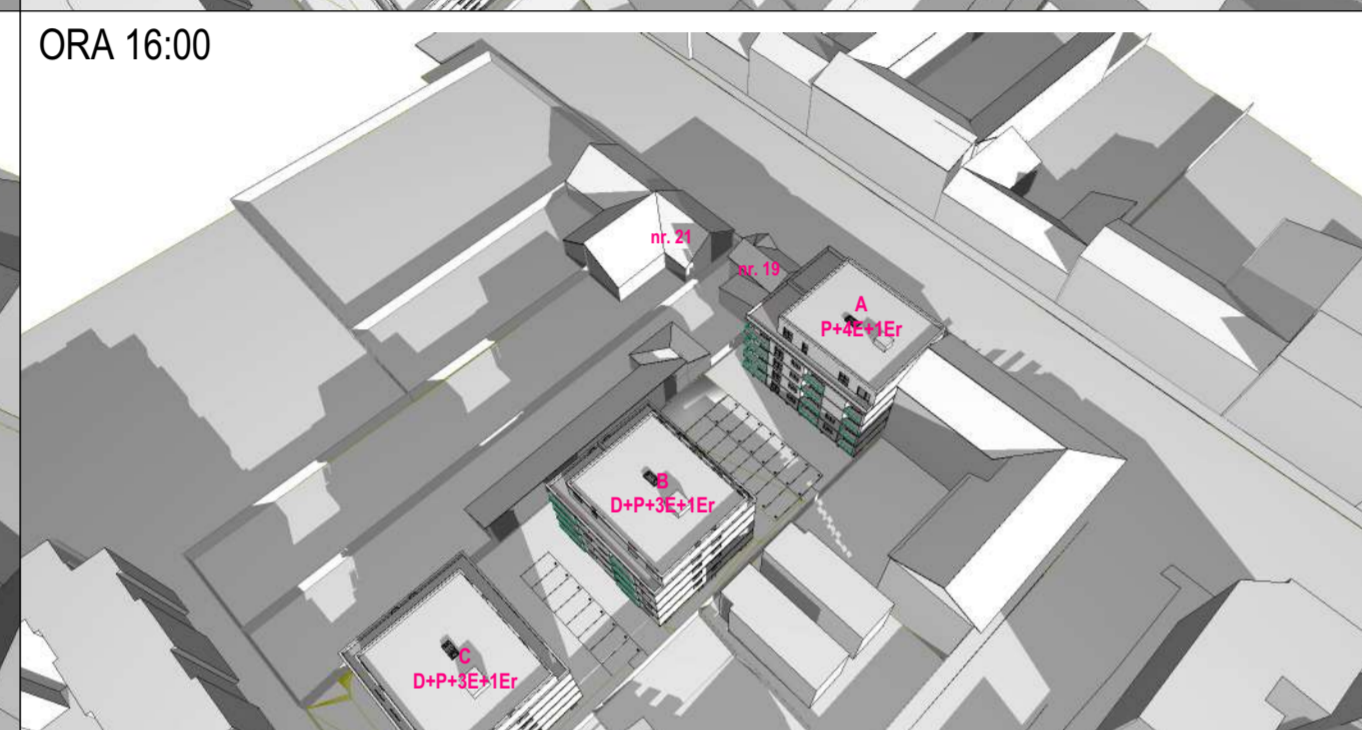 ORA 16:00
nr. 21
nr. 19
A
P+4E+1Er
B
D+P+3E+1Er
C
D+P+3E+1Er